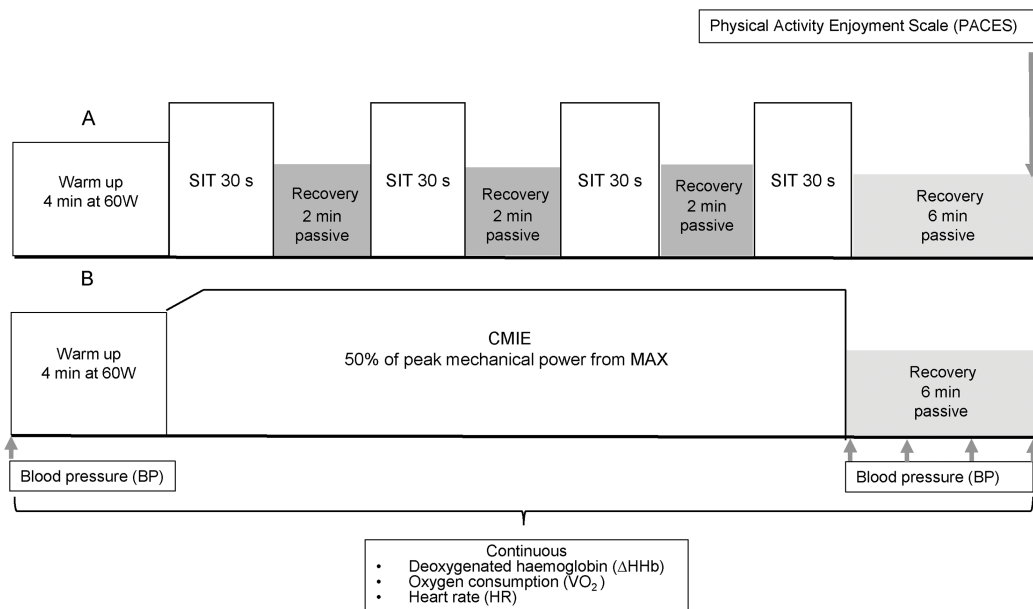 Physical Activity Enjoyment Scale (PACES)
A
Warm up
4 min at 60W
SIT 30 s
Recovery
2 min
passive
SIT 30 s
Recovery
2 min
passive
SIT 30 s
Recovery
2 min
passive
SIT 30 s
Recovery
6 min
passive
B
Warm up
4 min at 60W
CMIE
50% of peak mechanical power from MAX
Recovery
6 min
passive
Blood pressure (BP)
Blood pressure (BP)
Continuous
• Deoxygenated haemoglobin (ΔHHb)
• Oxygen consumption (VO₂)
• Heart rate (HR)